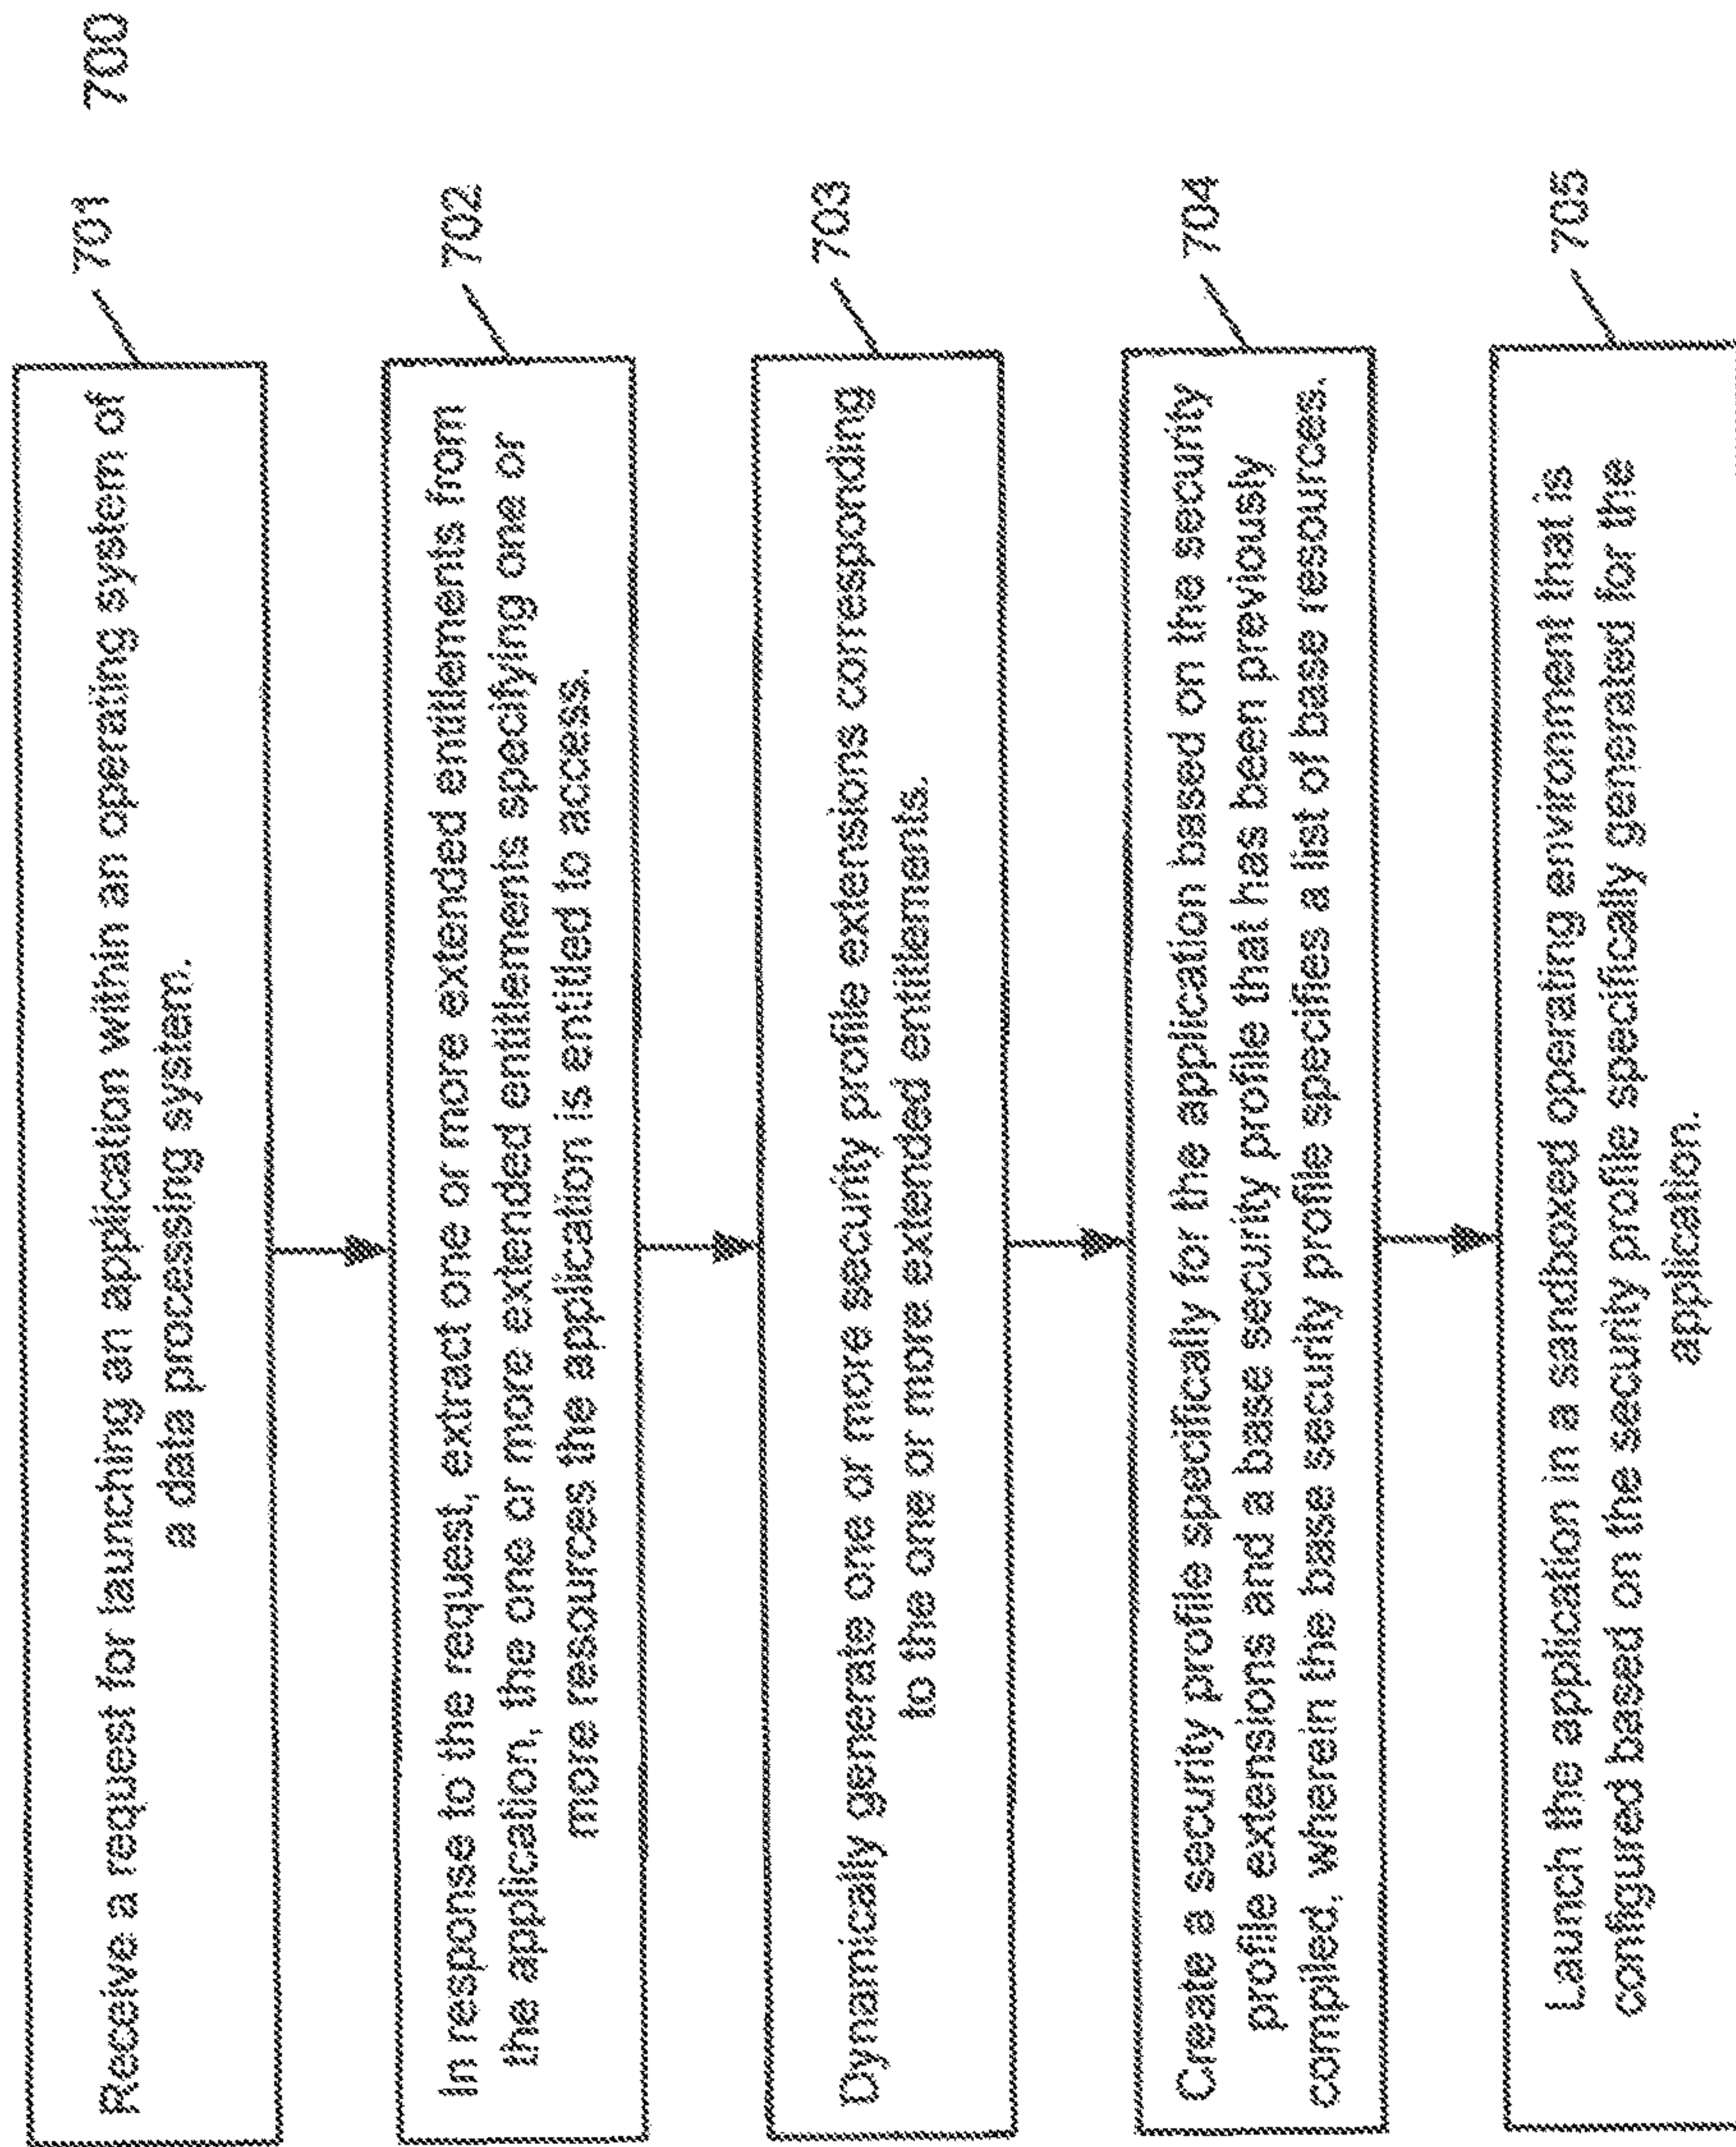 700
701
Receive a request for launching an application within an operating system of
a data processing system.
702
In response to the request, extract one or more extended entitlements from
the application, the one or more extended entitlements specifying one or
more resources the application is entitled to access.
703
Dynamically generate one or more security profile extensions corresponding
to the one or more extended entitlements.
704
Create a security profile specifically for the application based on the security
profile extensions and a base security profile that has been previously
compiled, wherein the base security profile specifies a list of base resources.
705
Launch the application in a sandboxed operating environment that is
configured based on the security profile specifically generated for the
application.